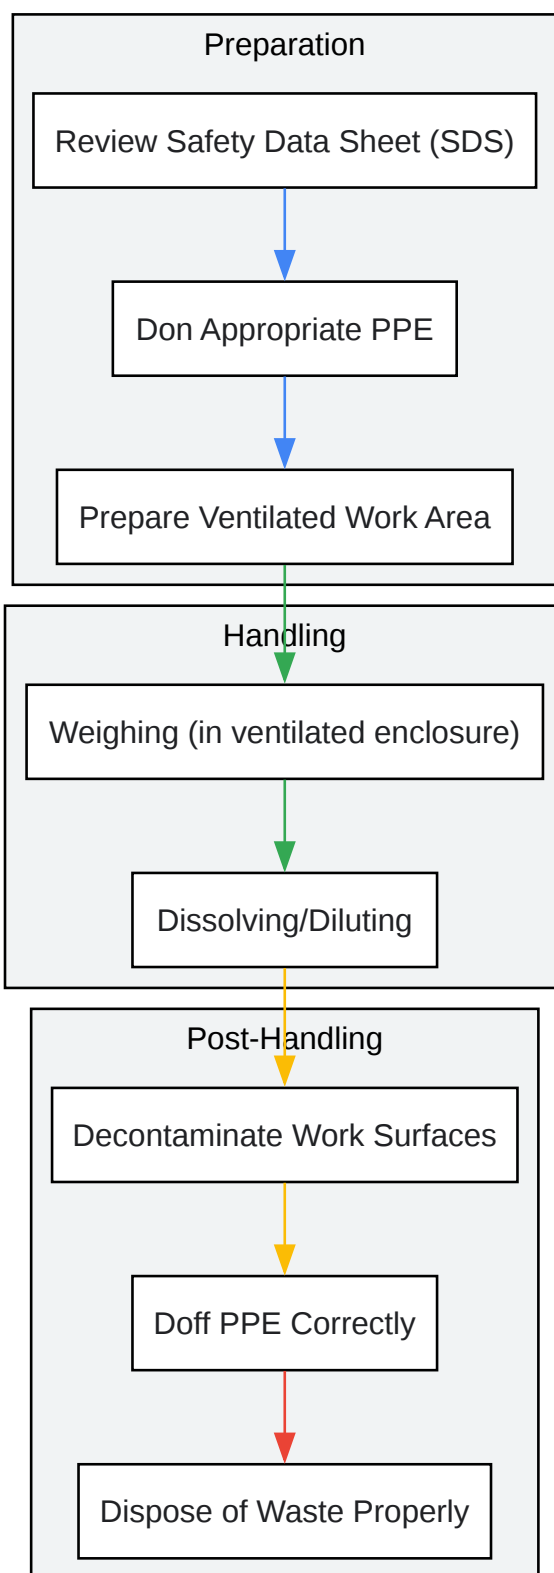 Preparation
Review Safety Data Sheet (SDS)
Don Appropriate PPE
Prepare Ventilated Work Area
Handling
Weighing (in ventilated enclosure)
Dissolving/Diluting
Post-Handling
Decontaminate Work Surfaces
Doff PPE Correctly
Dispose of Waste Properly